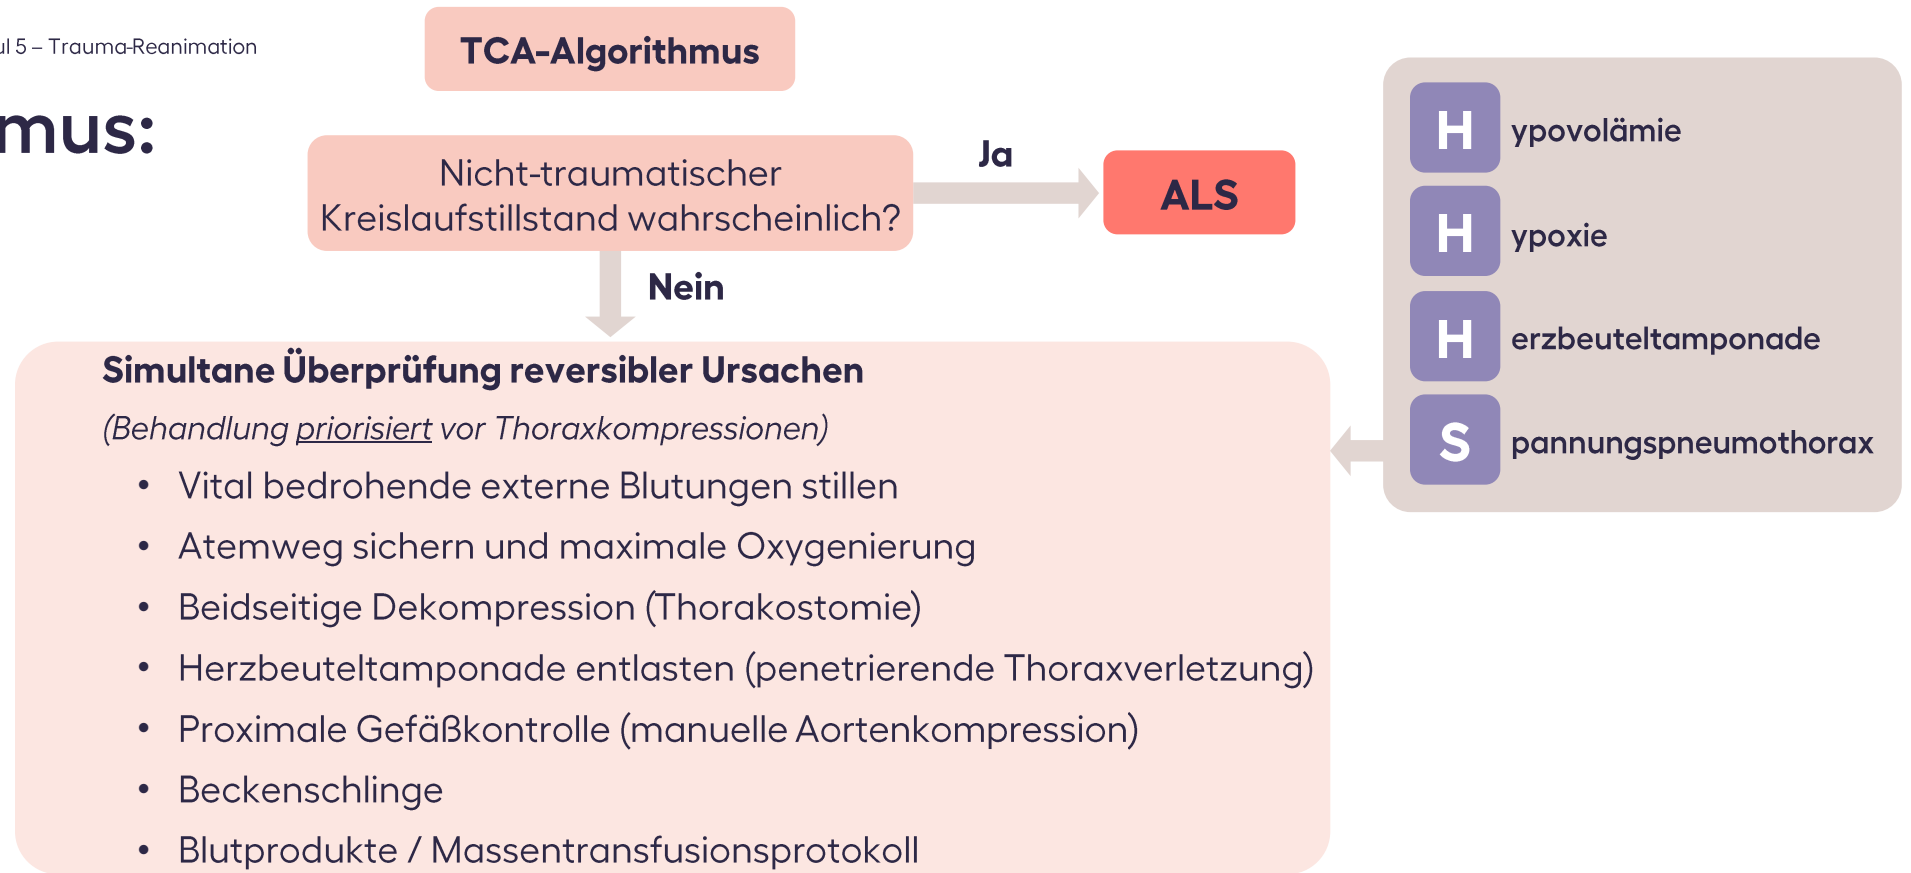 ul 5 – Trauma-Reanimation
mus:
TCA-Algorithmus
Nicht-traumatischer
Kreislaufstillstand wahrscheinlich?
Ja
ALS
Nein
Simultane Überprüfung reversibler Ursachen
(Behandlung priorisiert vor Thoraxkompressionen)
• Vital bedrohende externe Blutungen stillen
• Atemweg sichern und maximale Oxygenierung
• Beidseitige Dekompression (Thorakostomie)
• Herzbeuteltamponade entlasten (penetrierende Thoraxverletzung)
• Proximale Gefäßkontrolle (manuelle Aortenkompression)
• Beckenschlinge
• Blutprodukte / Massentransfusionsprotokoll
H ypovolämie
H ypoxie
H erzbeuteltamponade
S pannungspneumothorax